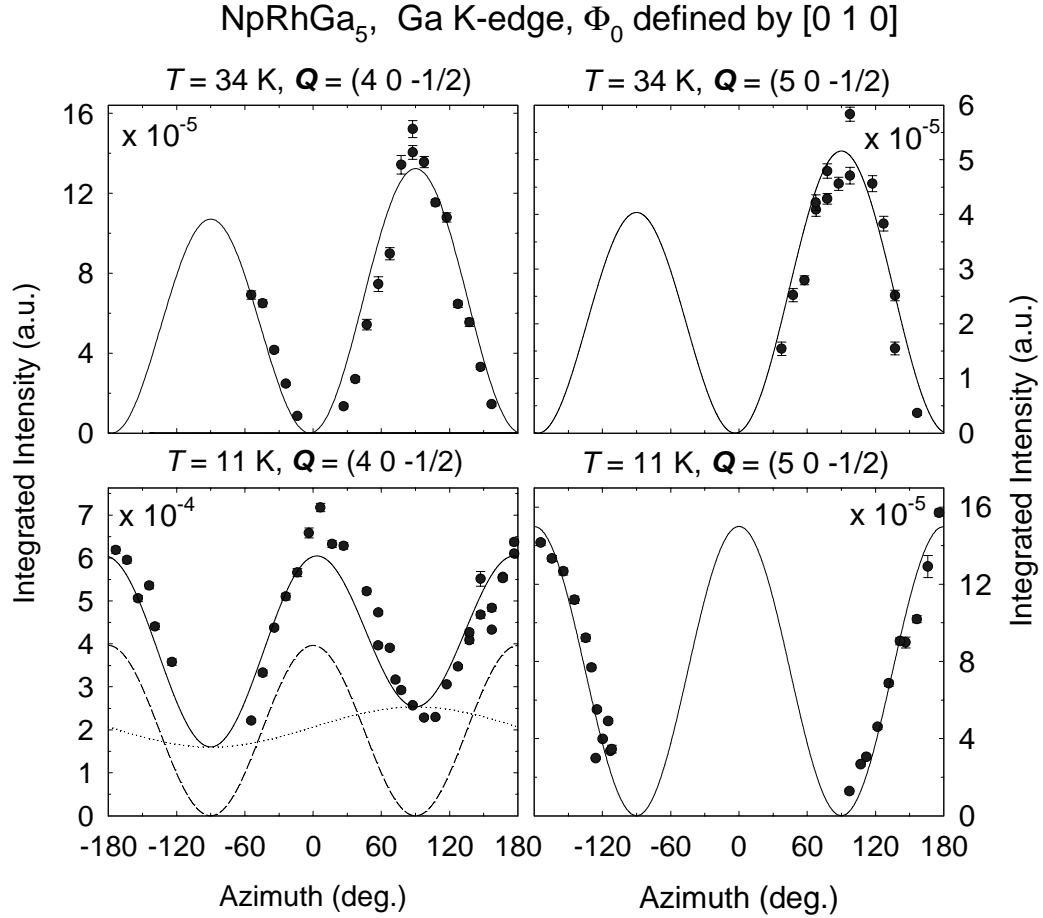 NpRhGa₅, Ga K-edge, Φ₀ defined by [0 1 0]
T = 34 K, Q = (4 0 -1/2)
T = 34 K, Q = (5 0 -1/2)
16
12
8
4
0
x 10⁻⁵
x 10⁻⁵
6
5
4
3
2
1
0
Integrated Intensity (a.u.)
Integrated Intensity (a.u.)
T = 11 K, Q = (4 0 -1/2)
T = 11 K, Q = (5 0 -1/2)
7
6
5
4
3
2
1
0
x 10⁻⁴
x 10⁻⁵
16
12
8
4
0
-180 -120 -60 0 60 120 180
-120 -60 0 60 120 180
Azimuth (deg.)
Azimuth (deg.)